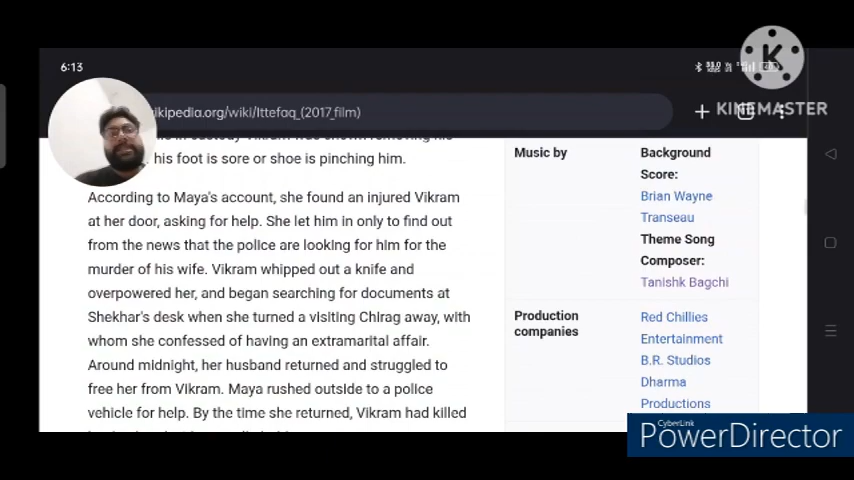 6:13
KINEMASTER
ikipedia.org/wiki/Ittefaq_(2017_film)
his foot is sore or shoe is pinching him.
According to Maya's account, she found an injured Vikram
at her door, asking for help. She let him in only to find out
from the news that the police are looking for him for the
murder of his wife. Vikram whipped out a knife and
overpowered her, and began searching for documents at
Shekhar's desk when she turned a visiting Chirag away, with
whom she confessed of having an extramarital affair.
Around midnight, her husband returned and struggled to
free her from Vikram. Maya rushed outside to a police
vehicle for help. By the time she returned, Vikram had killed
Music by
Background
Score:
Brian Wayne
Transeau
Theme Song
Composer:
Tanishk Bagchi
Production
companies
Red Chillies
Entertainment
B.R. Studios
Dharma
Productions
CyberLink
PowerDirector